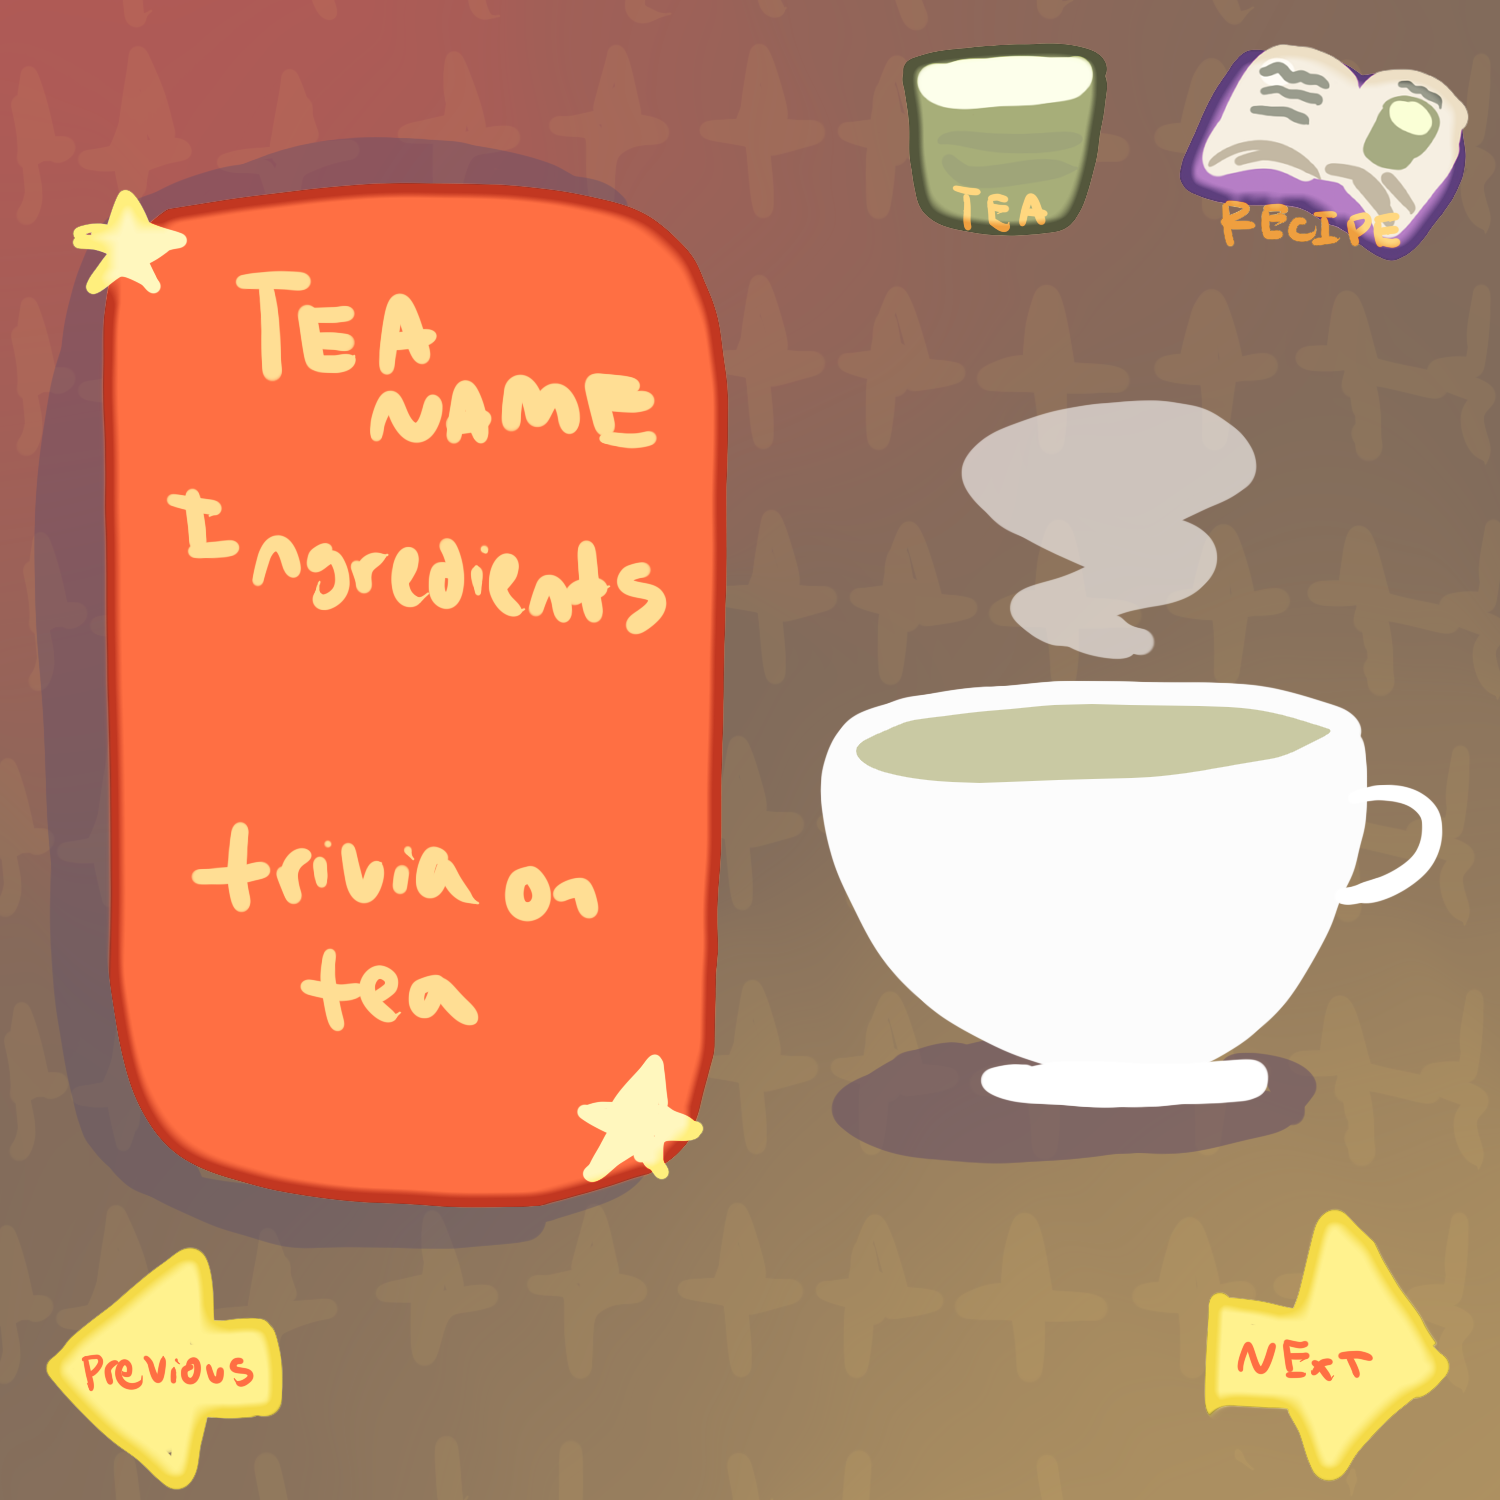 TEA
RECIPE
TEA
NAME
Ingredients
trivia on
tea
Previous
NExT